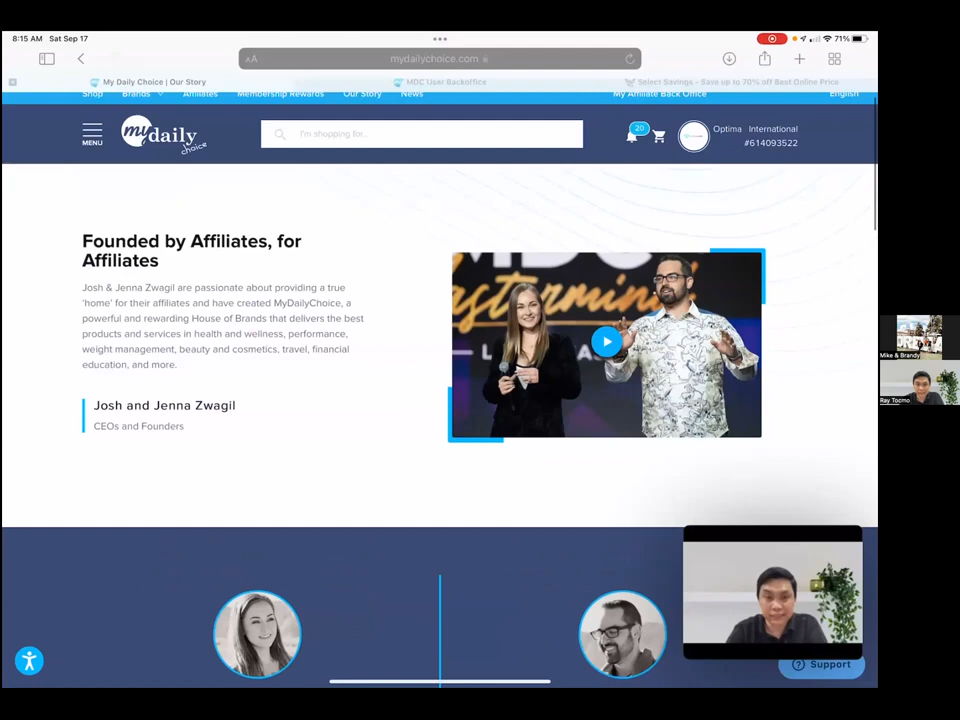 8:15 AM Sat Sep 17
71%
AA
mydailychoice.com
My Daily Choice | Our Story
MDC User Backoffice
Select Savings – Save up to 70% off Best Online Price
Shop Brands Affiliates Membership Rewards Our Story News My Affiliate Back Office English
MENU
my daily choice
I'm shopping for..
20
Optima International
#614093522
Founded by Affiliates, for
Affiliates
Josh & Jenna Zwagil are passionate about providing a true
'home' for their affiliates and have created MyDailyChoice, a
powerful and rewarding House of Brands that delivers the best
products and services in health and wellness, performance,
weight management, beauty and cosmetics, travel, financial
education, and more.
Josh and Jenna Zwagil
CEOs and Founders
Mike & Brandy
Ray Tocmo
Support